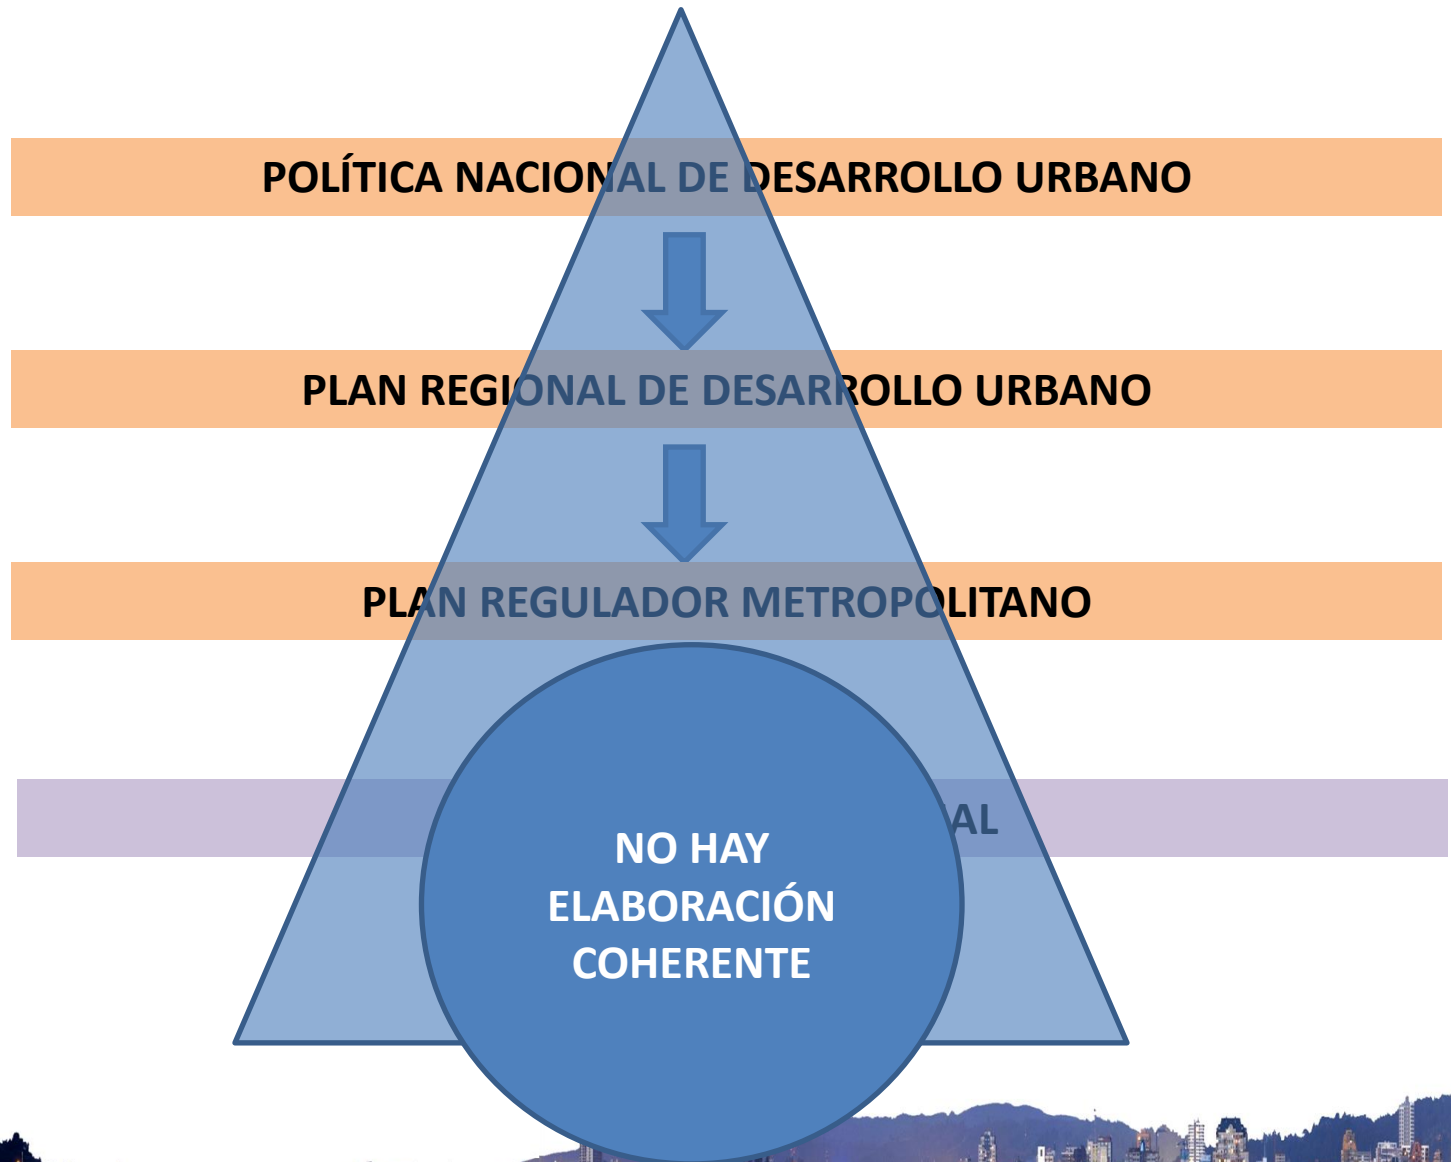 POLÍTICA NACIONAL DE DESARROLLO URBANO
PLAN REGIONAL DE DESARROLLO URBANO
PLAN REGULADOR METROPOLITANO
NO HAY
ELABORACIÓN
COHERENTE